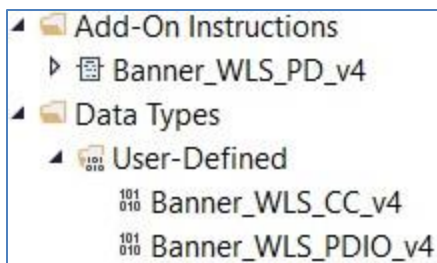 Add-On Instructions
Banner_WLS_PD_v4
Data Types
User-Defined
Banner_WLS_CC_v4
Banner_WLS_PDIO_v4